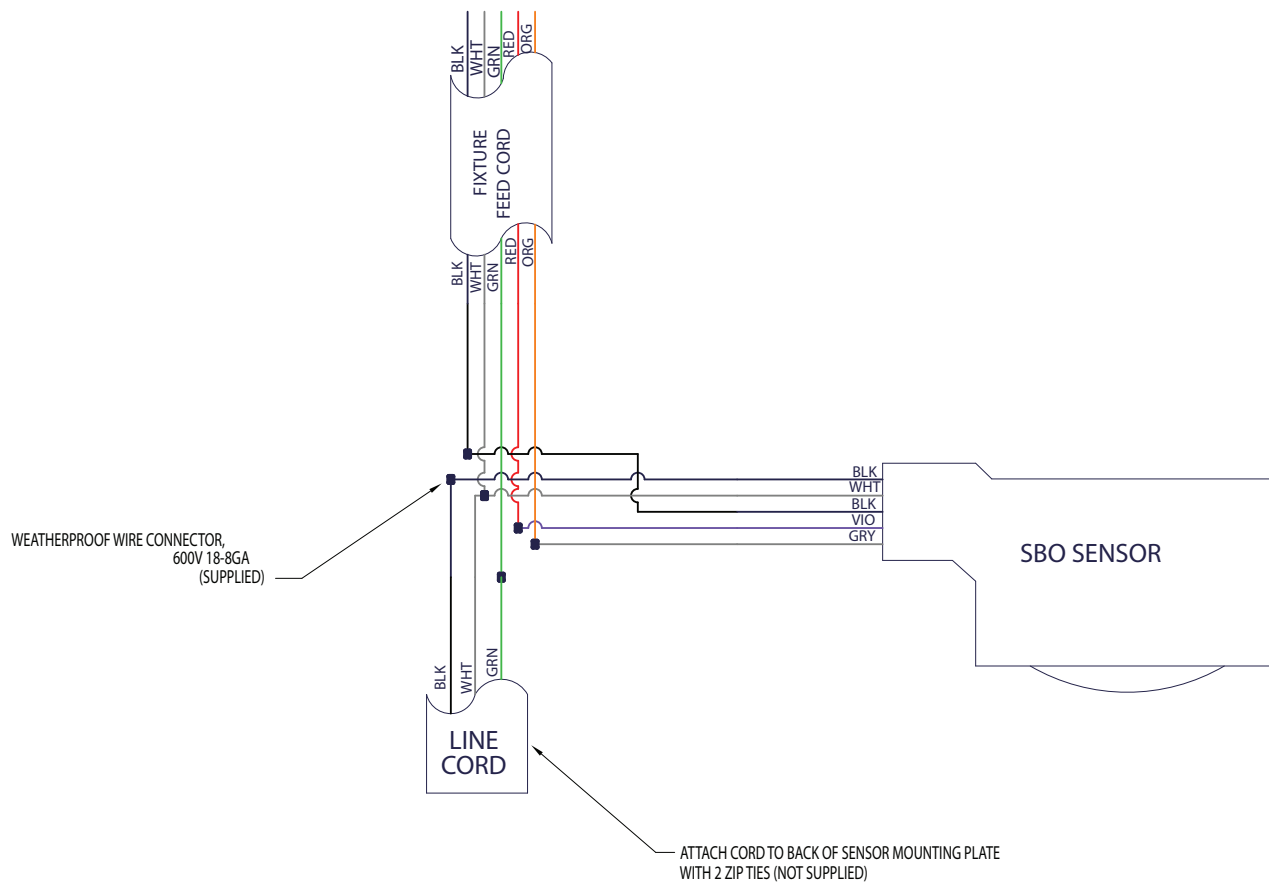 BLK
WHT
GRN
RED
ORG
FIXTURE
FEED CORD
BLK
WHT
GRN
RED
ORG
BLK
WHT
BLK
VIO
GRY
SBO SENSOR
WEATHERPROOF WIRE CONNECTOR,
600V 18-8GA
(SUPPLIED)
BLK
WHT
GRN
LINE
CORD
ATTACH CORD TO BACK OF SENSOR MOUNTING PLATE
WITH 2 ZIP TIES (NOT SUPPLIED)